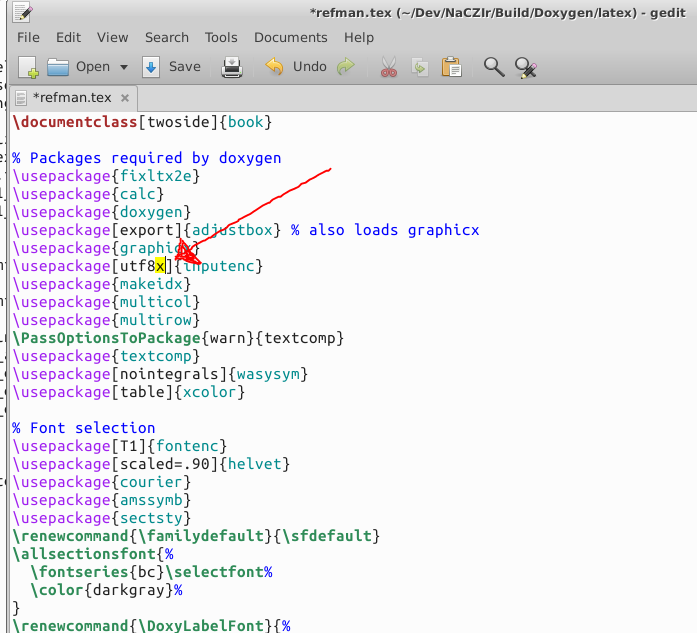 *refman.tex (~/Dev/NaCZIr/Build/Doxygen/latex) - gedit
File Edit View Search Tools Documents Help
Open Save Undo
*refman.tex ×
\documentclass[twoside]{book}
% Packages required by doxygen
\usepackage{fixltx2e}
\usepackage{calc}
\usepackage{doxygen}
\usepackage[export]{adjustbox} % also loads graphicx
\usepackage{graphicx}
\usepackage[utf8x]{inputenc}
\usepackage{makeidx}
\usepackage{multicol}
\usepackage{multirow}
\PassOptionsToPackage{warn}{textcomp}
\usepackage{textcomp}
\usepackage[nointegrals]{wasysym}
\usepackage[table]{xcolor}
% Font selection
\usepackage[T1]{fontenc}
\usepackage[scaled=.90]{helvet}
\usepackage{courier}
\usepackage{amssymb}
\usepackage{sectsty}
\renewcommand{\familydefault}{\sfdefault}
\allsectionsfont{%
\fontseries{bc}\selectfont%
\color{darkgray}%
}
\renewcommand{\DoxyLabelFont}{%